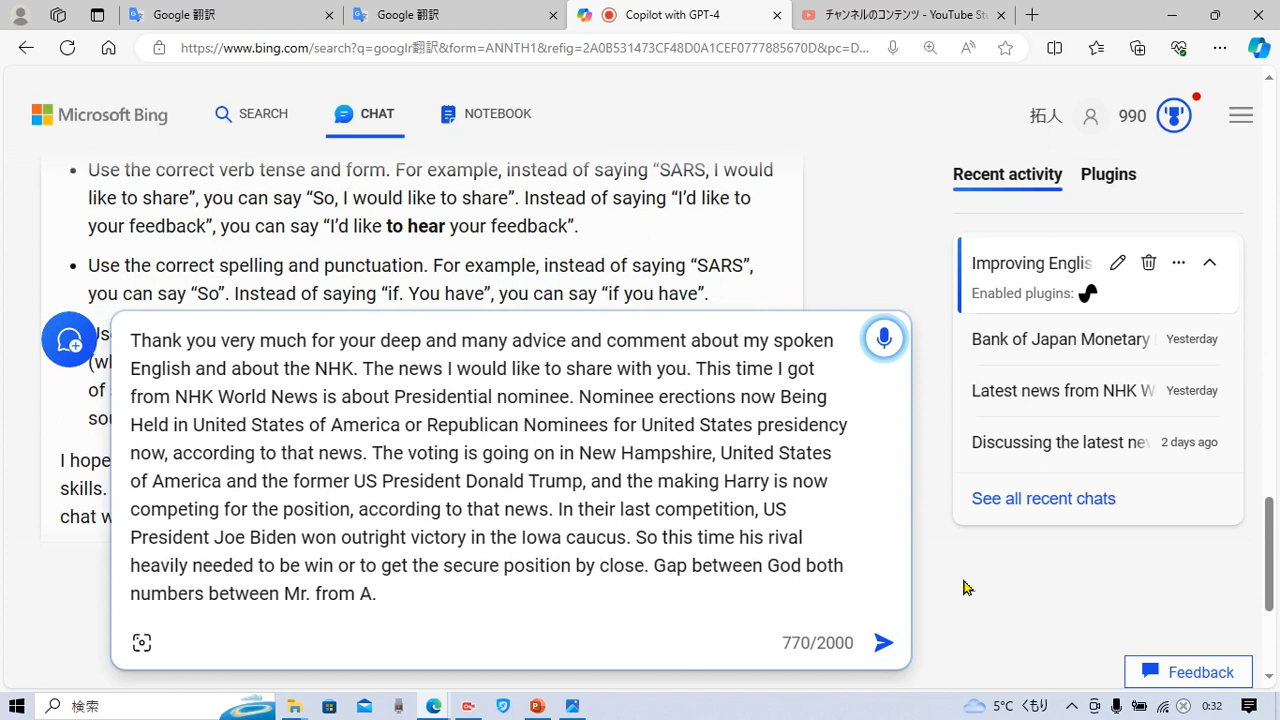 Google 翻訳
Google 翻訳
Copilot with GPT-4
チャンネルのコンテンツ - YouTube St
https://www.bing.com/search?q=googlr翻訳&form=ANNTH1&refig=2A0B531473CF48D0A1CEF0777885670D&pc=D...
Microsoft Bing
SEARCH
CHAT
NOTEBOOK
拓人
990
Recent activity
Plugins
• Use the correct verb tense and form. For example, instead of saying “SARS, I would
like to share”, you can say “So, I would like to share”. Instead of saying “I’d like to
your feedback”, you can say “I’d like to hear your feedback”.
• Use the correct spelling and punctuation. For example, instead of saying “SARS”,
you can say “So”. Instead of saying “if. You have”, you can say “if you have”.
(wh
of
sou
I hope
skills.
chat w
Thank you very much for your deep and many advice and comment about my spoken
English and about the NHK. The news I would like to share with you. This time I got
from NHK World News is about Presidential nominee. Nominee erections now Being
Held in United States of America or Republican Nominees for United States presidency
now, according to that news. The voting is going on in New Hampshire, United States
of America and the former US President Donald Trump, and the making Harry is now
competing for the position, according to that news. In their last competition, US
President Joe Biden won outright victory in the Iowa caucus. So this time his rival
heavily needed to be win or to get the secure position by close. Gap between God both
numbers between Mr. from A.
770/2000
Improving Englis
Enabled plugins:
Bank of Japan Monetary
Yesterday
Latest news from NHK W
Yesterday
Discussing the latest ne
2 days ago
See all recent chats
Feedback
検索
5°C くもり
0:32